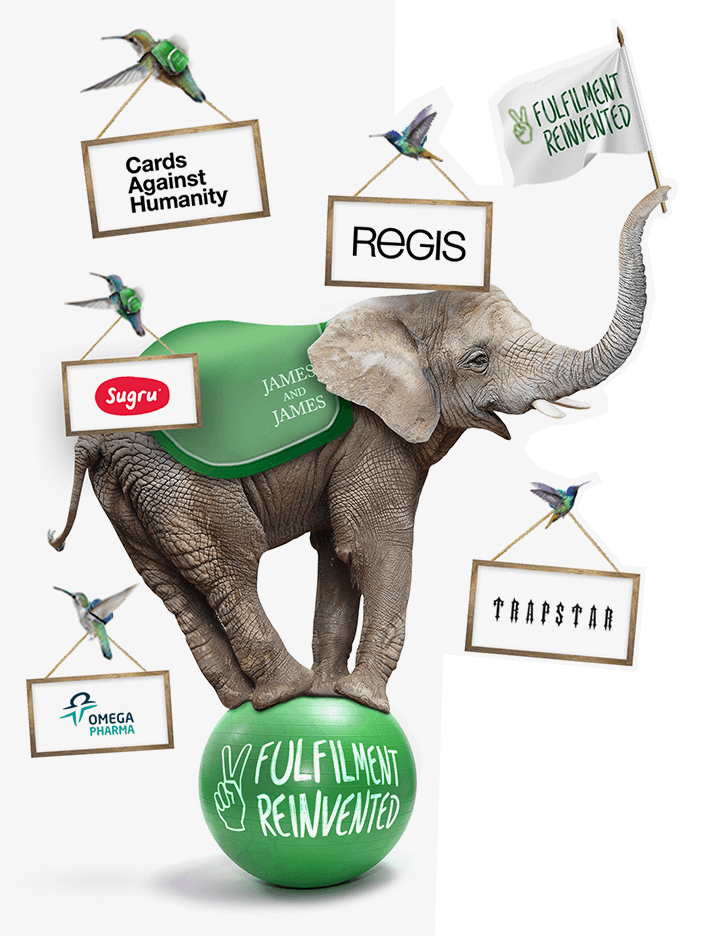 FULFILMENT
REINVENTED
Cards
Against
Humanity
REGIS
Sugru
JAMES
AND
JAMES
TRAPSTAR
OMEGA
PHARMA
FULFILMENT
REINVENTED